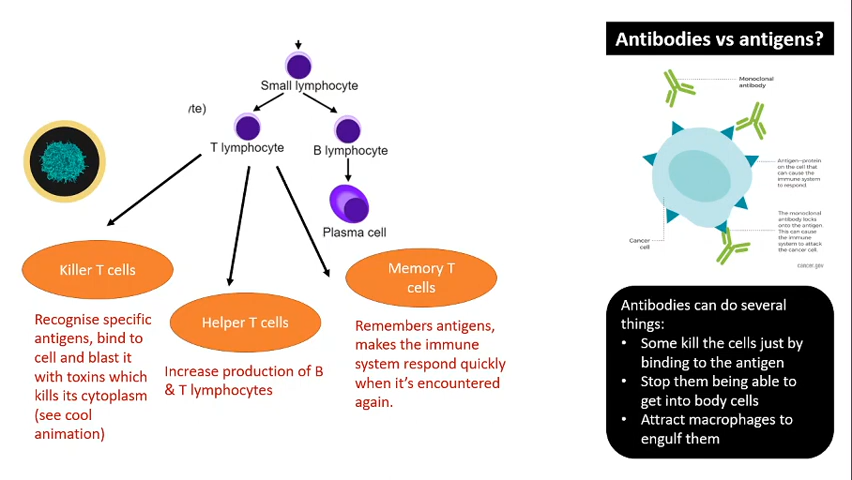 Antibodies vs antigens?
Small lymphocyte
/te)
T lymphocyte
B lymphocyte
Plasma cell
Killer T cells
Helper T cells
Memory T
cells
Recognise specific
antigens, bind to
cell and blast it
with toxins which
kills its cytoplasm
(see cool
animation)
Increase production of B
& T lymphocytes
Remembers antigens,
makes the immune
system respond quickly
when it's encountered
again.
Monoclonal
antibody
Antigen–protein
on the cell that
can cause the
immune system
to respond.
The monoclonal
antibody locks
onto the antigen.
This can cause
the immune
system to attack
the cancer cell.
Cancer
cell
cancer.gov
Antibodies can do several
things:
• Some kill the cells just by
binding to the antigen
• Stop them being able to
get into body cells
• Attract macrophages to
engulf them